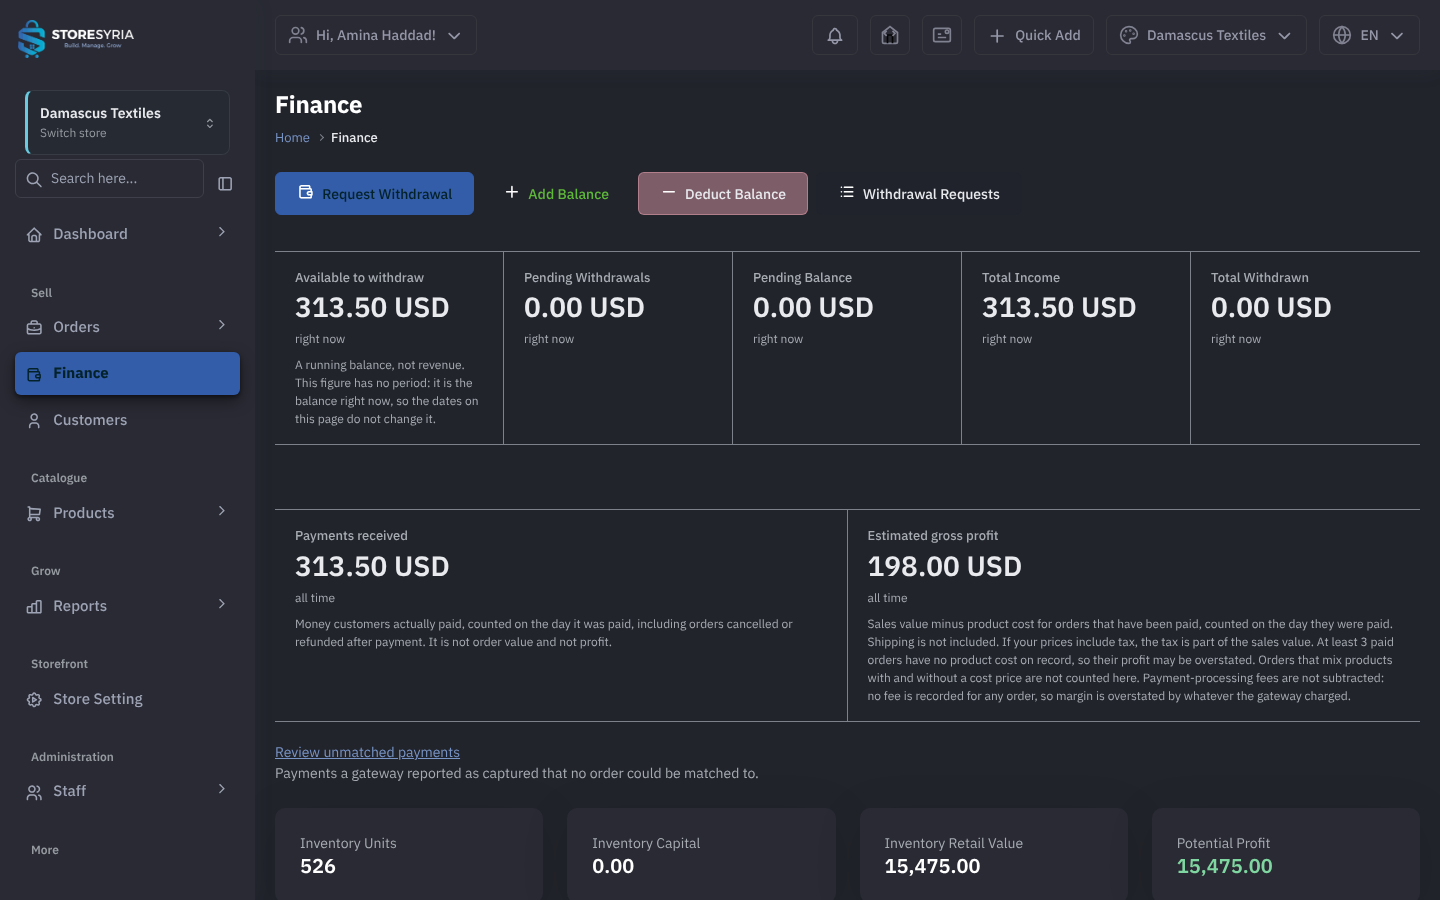 STORESYRIA
Build. Manage. Grow
Hi, Amina Haddad!
Quick Add
Damascus Textiles
EN
Damascus Textiles
Switch store
Search here...
Dashboard
Sell
Orders
Finance
Customers
Catalogue
Products
Grow
Reports
Storefront
Store Setting
Administration
Staff
More
Finance
Home > Finance
Request Withdrawal
Add Balance
Deduct Balance
Withdrawal Requests
Available to withdraw
313.50 USD
right now
A running balance, not revenue.
This figure has no period: it is the
balance right now, so the dates on
this page do not change it.
Pending Withdrawals
0.00 USD
right now
Pending Balance
0.00 USD
right now
Total Income
313.50 USD
right now
Total Withdrawn
0.00 USD
right now
Payments received
313.50 USD
all time
Money customers actually paid, counted on the day it was paid, including orders cancelled or
refunded after payment. It is not order value and not profit.
Estimated gross profit
198.00 USD
all time
Sales value minus product cost for orders that have been paid, counted on the day they were paid.
Shipping is not included. If your prices include tax, the tax is part of the sales value. At least 3 paid
orders have no product cost on record, so their profit may be overstated. Orders that mix products
with and without a cost price are not counted here. Payment-processing fees are not subtracted:
no fee is recorded for any order, so margin is overstated by whatever the gateway charged.
Review unmatched payments
Payments a gateway reported as captured that no order could be matched to.
Inventory Units
526
Inventory Capital
0.00
Inventory Retail Value
15,475.00
Potential Profit
15,475.00